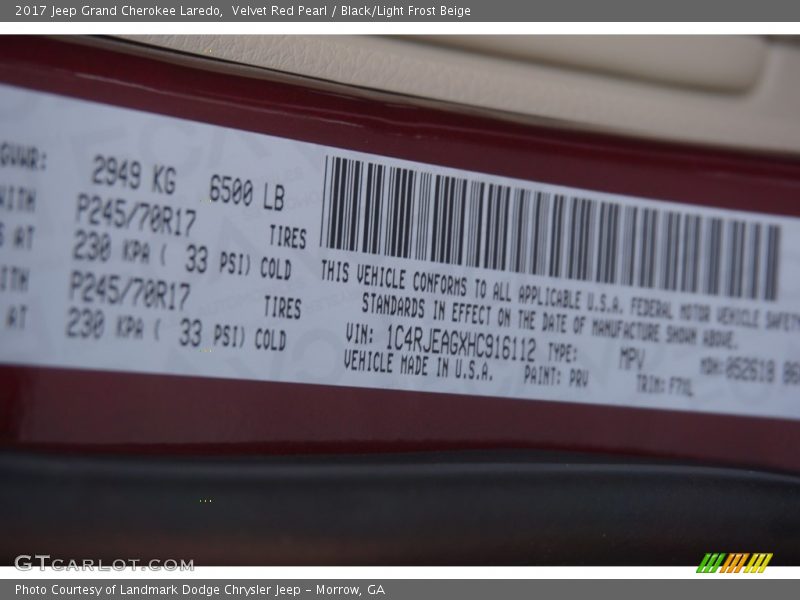 2017 Jeep Grand Cherokee Laredo,  Velvet Red Pearl / Black/Light Frost Beige
GVWR: 2949 KG 6500 LB
WITH P245/70R17 TIRES
S AT 230 KPA ( 33 PSI) COLD
ITH P245/70R17 TIRES
AT 230 KPA ( 33 PSI) COLD
THIS VEHICLE CONFORMS TO ALL APPLICABLE U.S.A. FEDERAL MOTOR VEHICLE SAFETY
STANDARDS IN EFFECT ON THE DATE OF MANUFACTURE SHOWN ABOVE.
VIN: 1C4RJEAGXHC916112 TYPE: MPV MDH: 052618
VEHICLE MADE IN U.S.A. PAINT: PRV TRIM:
GTCARLOT.COM
Photo Courtesy of Landmark Dodge Chrysler Jeep – Morrow, GA